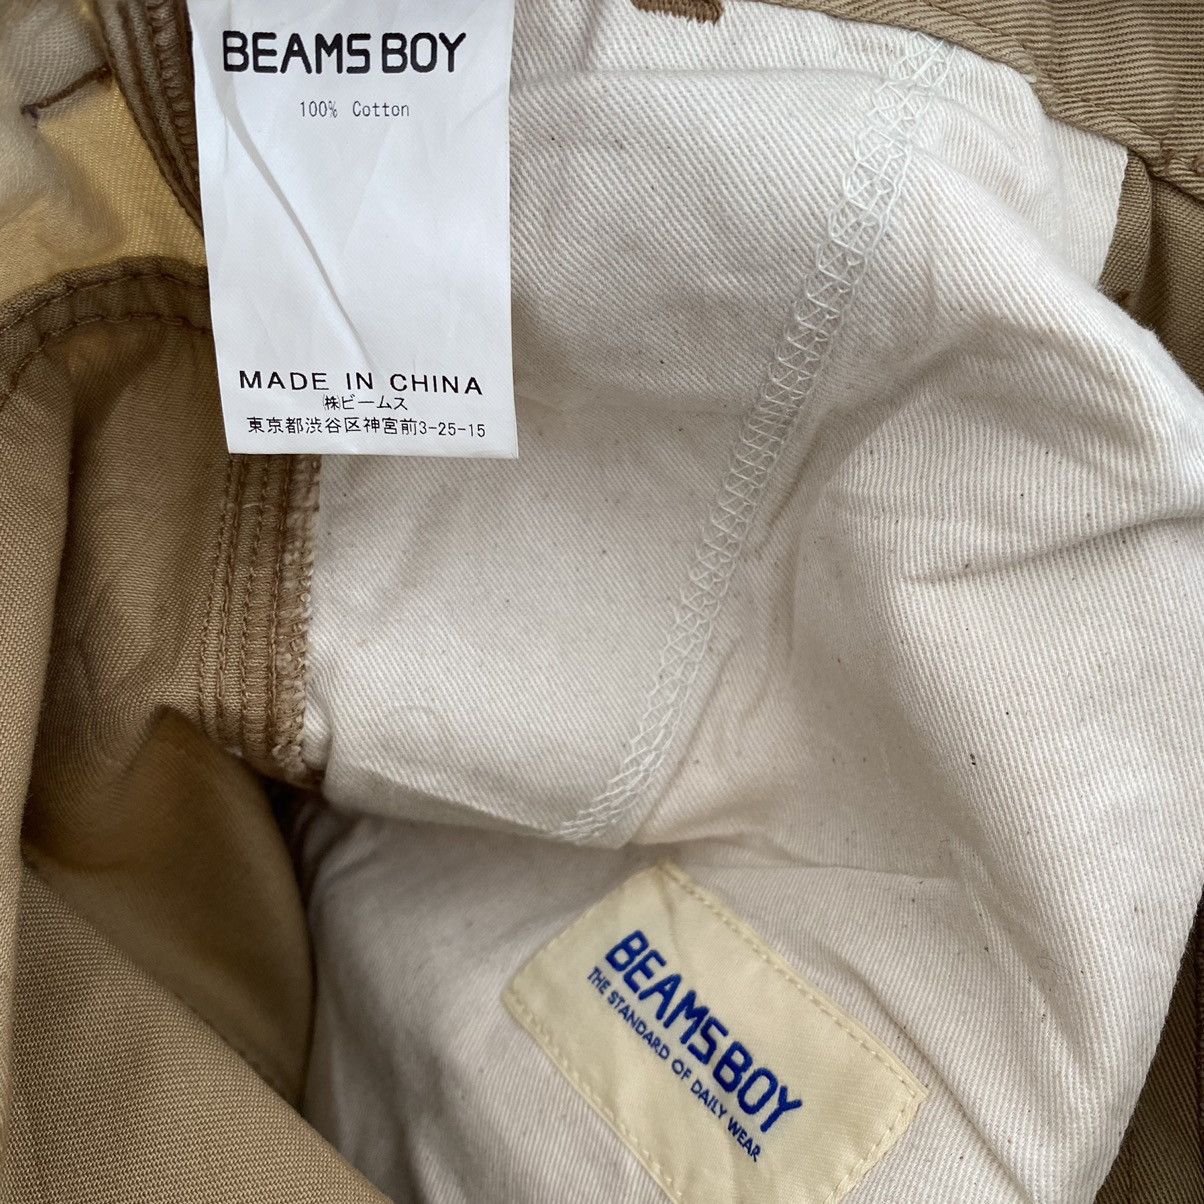 BEAMS BOY
100% Cotton
MADE IN CHINA
㈱ビームス
東京都渋谷区神宮前3-25-15
BEAMS BOY
THE STANDARD OF DAILY WEAR